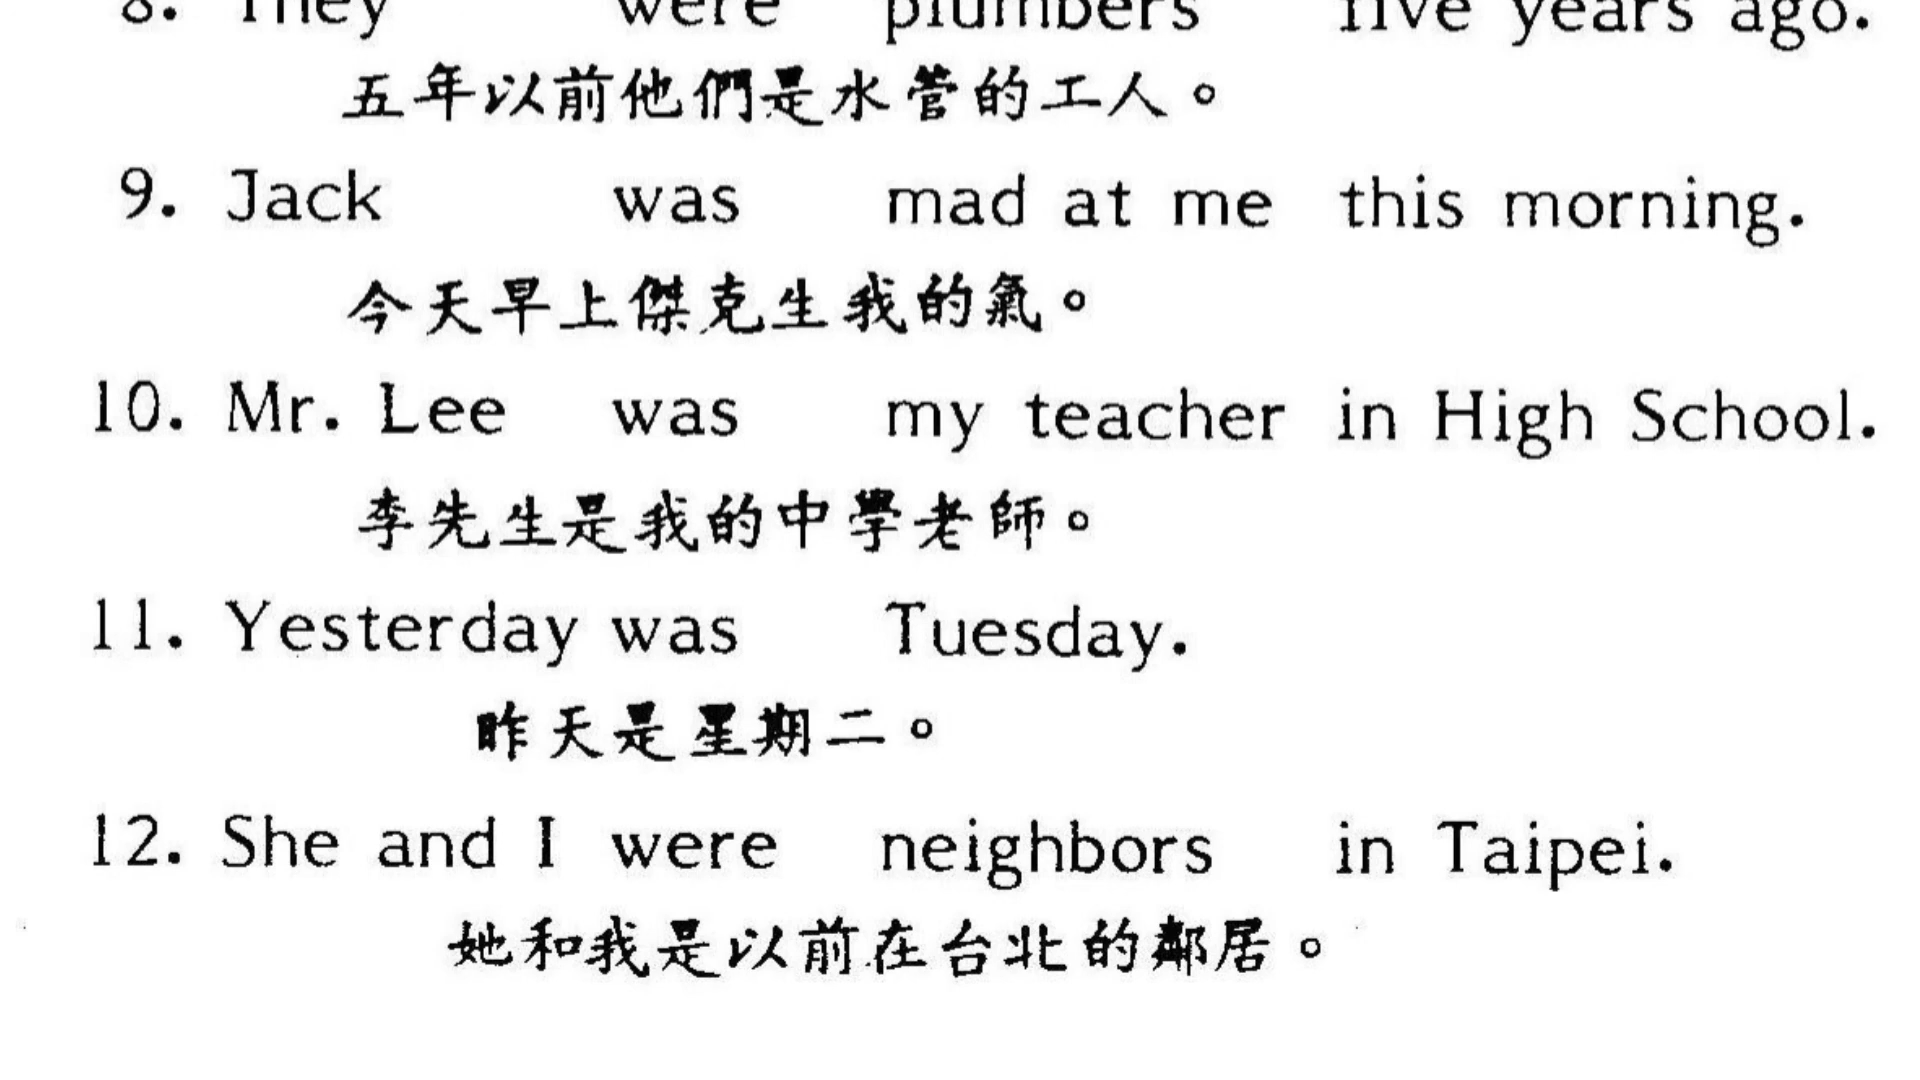 8. They were plumbers five years ago.
五年以前他們是水管的工人。
9. Jack was mad at me this morning.
今天早上傑克生我的氣。
10. Mr. Lee was my teacher in High School.
李先生是我的中學老師。
11. Yesterday was Tuesday.
昨天是星期二。
12. She and I were neighbors in Taipei.
她和我是以前在台北的鄰居。